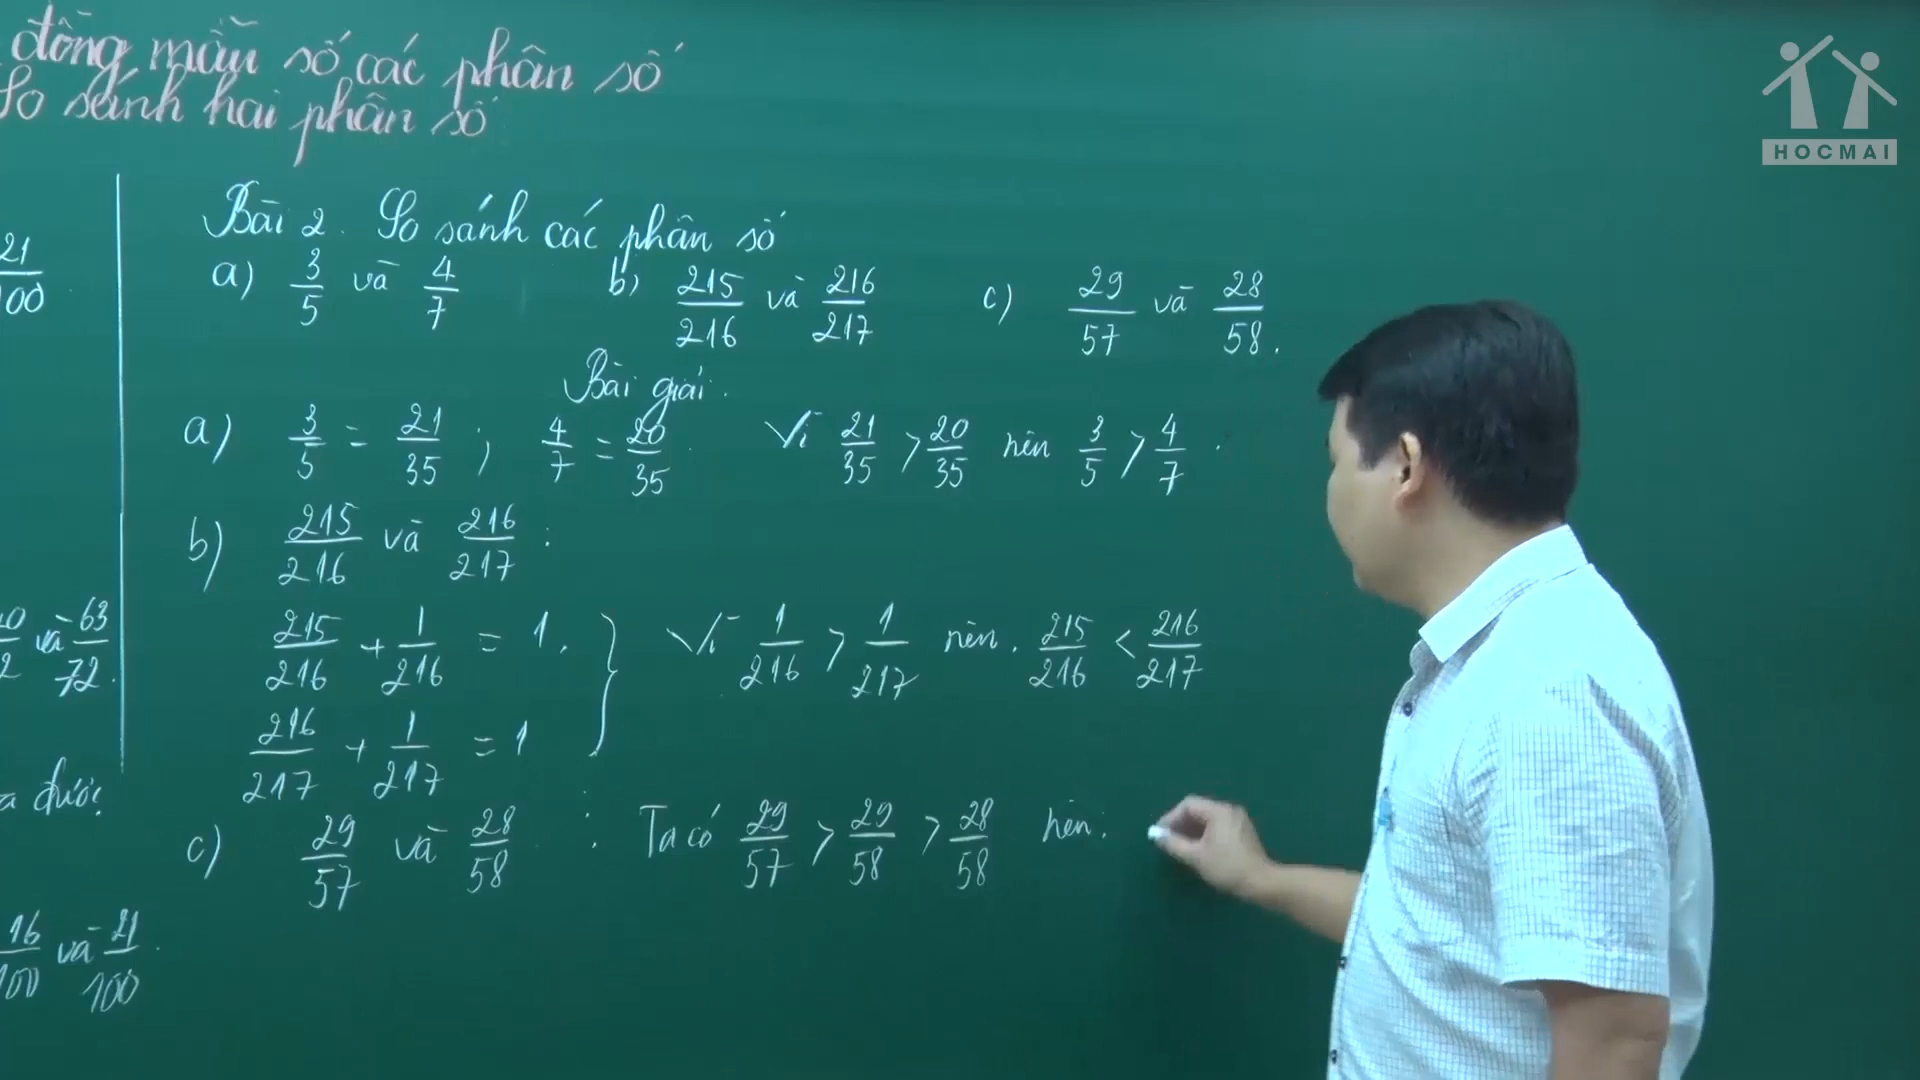 đồng mẫu số các phân số
So sánh hai phân số
21/100
và 63/72.
được
16/100 và 21/100.
Bài 2. So sánh các phân số
a) 3/5 và 4/7 b) 215/216 và 216/217 c) 29/57 và 28/58.
Bài giải.
a) 3/5 = 21/35 ; 4/7 = 20/35. Vì 21/35 > 20/35 nên 3/5 > 4/7.
b) 215/216 và 216/217 :
215/216 + 1/216 = 1. } Vì 1/216 > 1/217 nên. 215/216 < 216/217
216/217 + 1/217 = 1
c) 29/57 và 28/58 : Ta có 29/57 > 29/58 > 28/58 nên:
HOCMAI